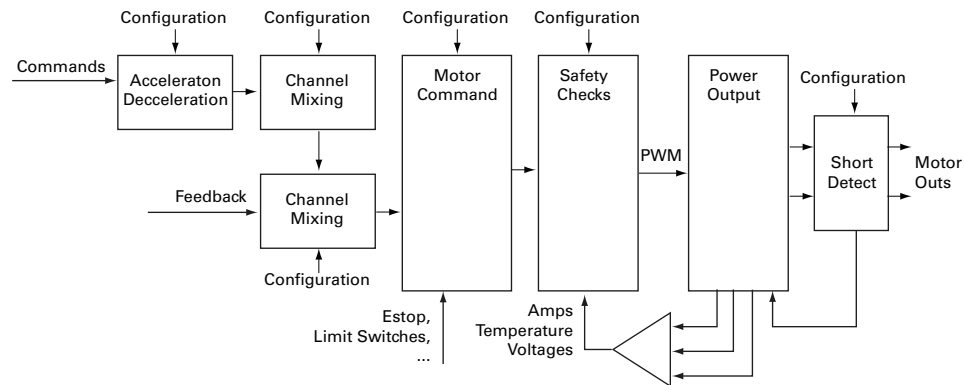 Configuration
Configuration
Configuration
Configuration
Commands
Acceleraton
Decceleration
Channel
Mixing
Motor
Command
Safety
Checks
Power
Output
Configuration
PWM
Short
Detect
Motor
Outs
Feedback
Channel
Mixing
Configuration
Estop,
Limit Switches,
...
Amps
Temperature
Voltages